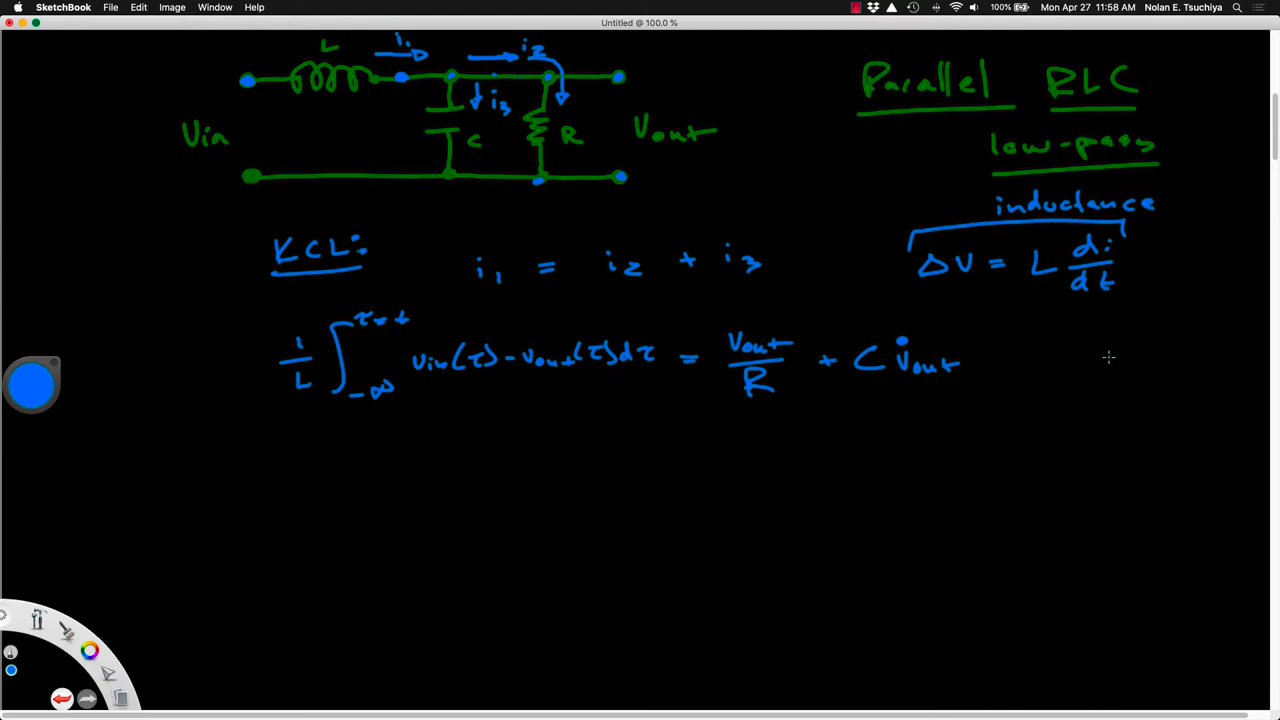 SketchBook File Edit Image Window Help 100% Mon Apr 27 11:58 AM Nolan E. Tsuchiya
Untitled @ 100.0 %
L i1 i2
i3
Vin C R Vout
Parallel RLC
low-pass
inductance
ΔV = L di/dt
KCL:
i1 = i2 + i3
1/L ∫_{-∞}^{τ=t} vin(τ) - vout(τ)dτ = vout/R + C v̇out